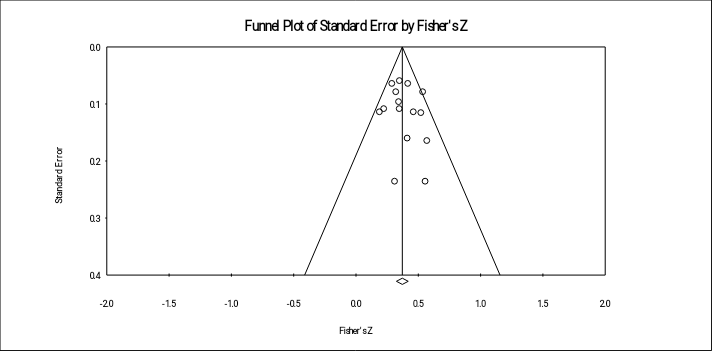 Funnel Plot of Standard Error by Fisher's Z
0.0
0.1
0.2
0.3
0.4
Standard Error
-2.0 -1.5 -1.0 -0.5 0.0 0.5 1.0 1.5 2.0
Fisher's Z